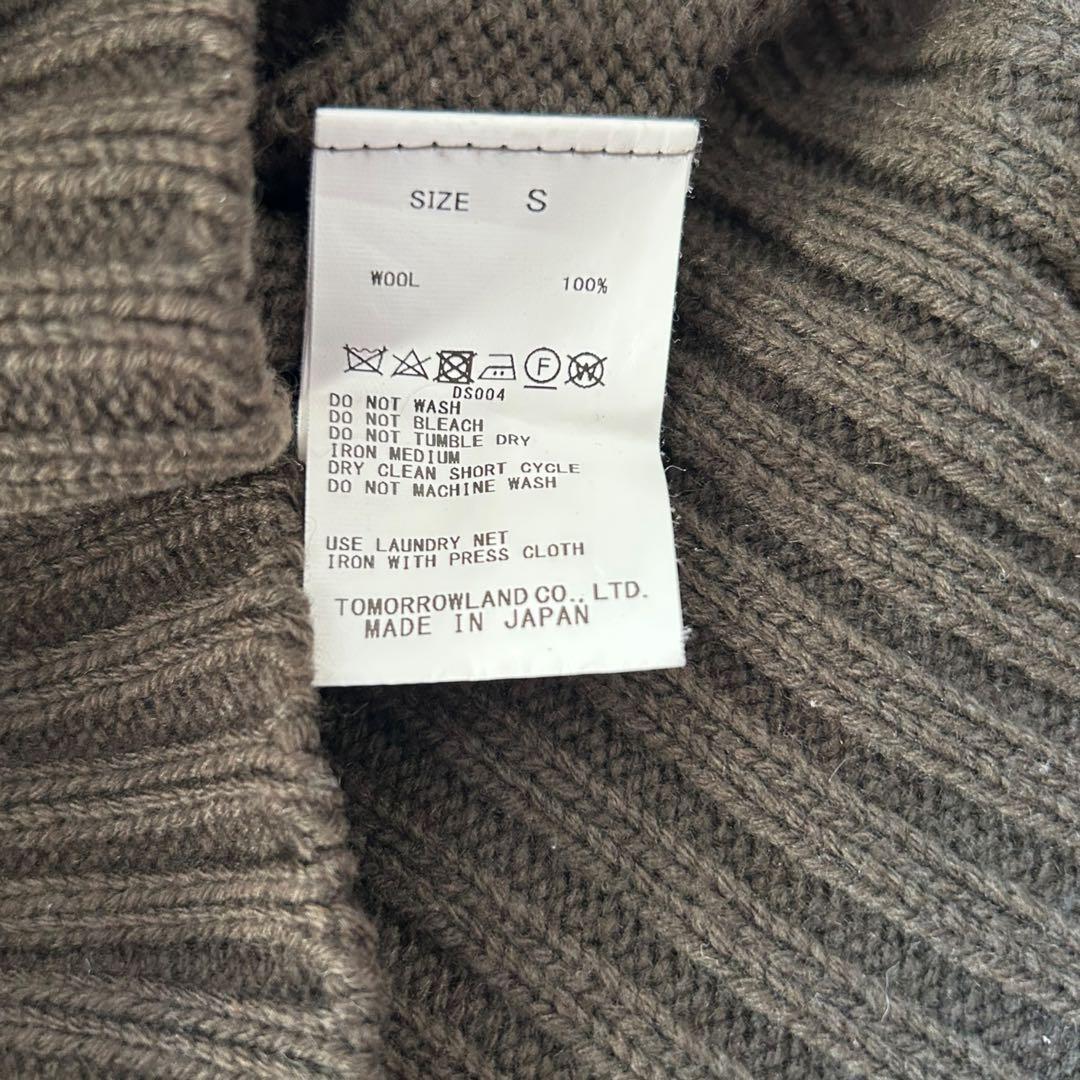 SIZE S
WOOL 100%
F W
DS004
DO NOT WASH
DO NOT BLEACH
DO NOT TUMBLE DRY
IRON MEDIUM
DRY CLEAN SHORT CYCLE
DO NOT MACHINE WASH
USE LAUNDRY NET
IRON WITH PRESS CLOTH
TOMORROWLAND CO., LTD.
MADE IN JAPAN